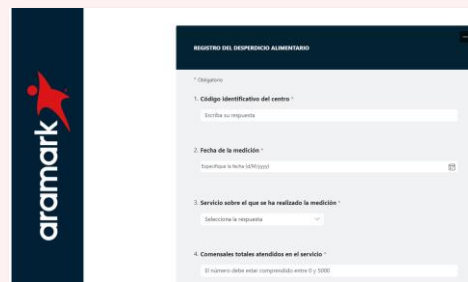 aramark
REGISTRO DEL DESPERDICIO ALIMENTARIO
* Obligatorio
1. Código identificativo del centro *
Escriba su respuesta
2. Fecha de la medición *
Especifique la fecha (d/M/yyyy)
3. Servicio sobre el que se ha realizado la medición *
Seleccione la respuesta
4. Comensales totales atendidos en el servicio *
El número debe estar comprendido entre 0 y 5000